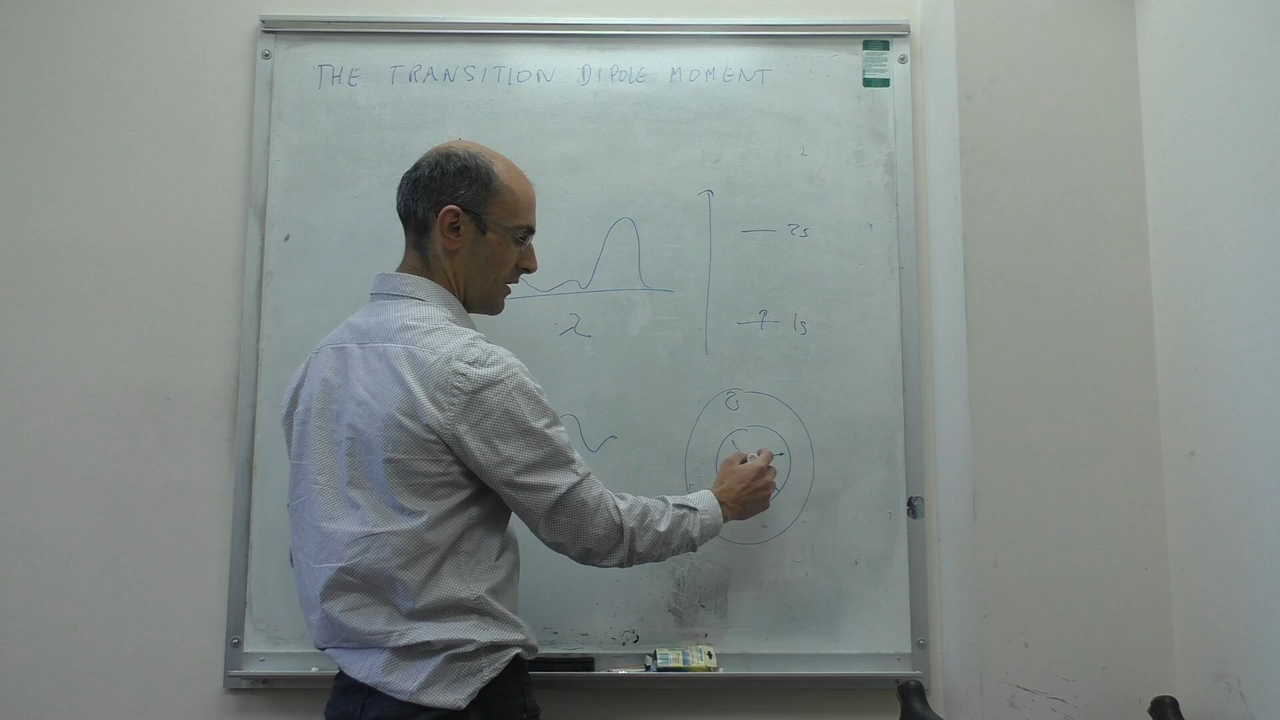 THE TRANSITION DIPOLE MOMENT
2s
λ
1s